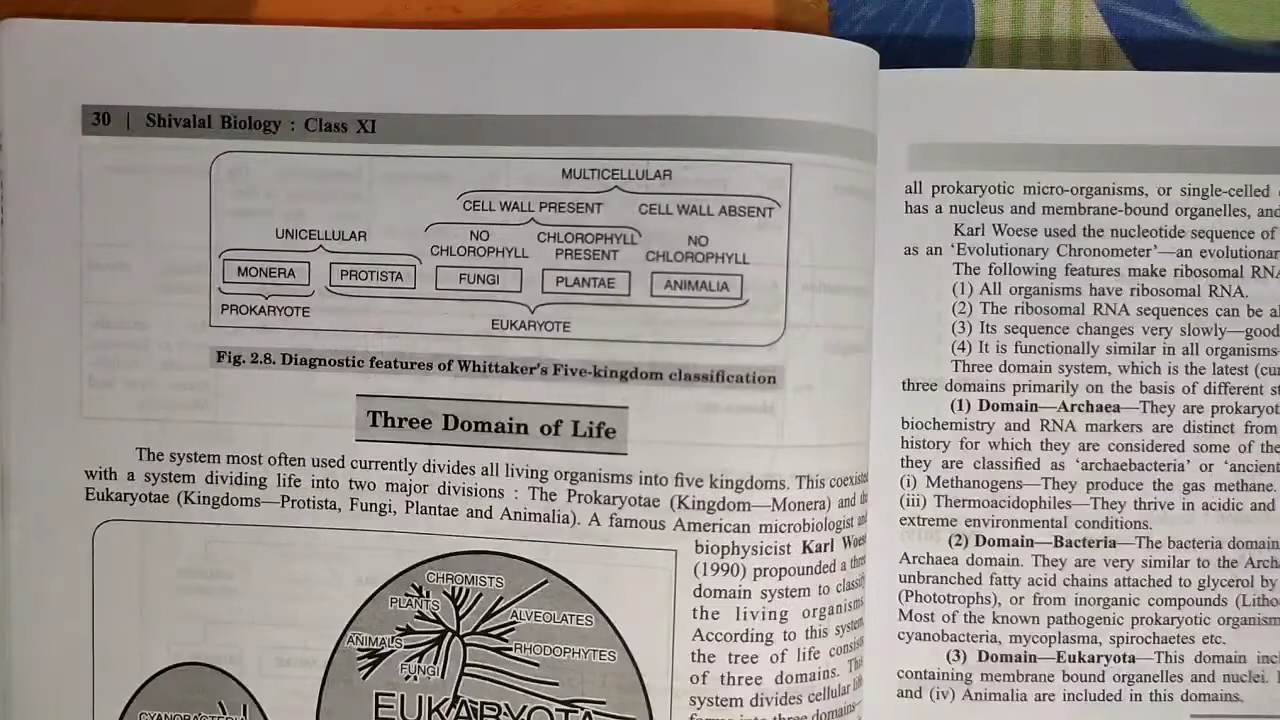 30 | Shivalal Biology : Class XI
MULTICELLULAR
CELL WALL PRESENT CELL WALL ABSENT
UNICELLULAR
NO CHLOROPHYLL
CHLOROPHYLL PRESENT
NO CHLOROPHYLL
MONERA PROTISTA FUNGI PLANTAE ANIMALIA
PROKARYOTE
EUKARYOTE
Fig. 2.8. Diagnostic features of Whittaker's Five-kingdom classification
Three Domain of Life
The system most often used currently divides all living organisms into five kingdoms. This coexisted
with a system dividing life into two major divisions : The Prokaryotae (Kingdom—Monera) and the
Eukaryotae (Kingdoms—Protista, Fungi, Plantae and Animalia). A famous American microbiologist and
biophysicist Karl Woese
(1990) propounded a three
domain system to classify
the living organisms
According to this system
the tree of life consists
of three domains. This
system divides cellular life
three domains
CHROMISTS
PLANTS
ALVEOLATES
ANIMALS
RHODOPHYTES
FUNGI
EUKARYOTA
CYANOBACTERIA
all prokaryotic micro-organisms, or single-celled
has a nucleus and membrane-bound organelles, and
Karl Woese used the nucleotide sequence of
as an 'Evolutionary Chronometer'—an evolutionar
The following features make ribosomal RNA
(1) All organisms have ribosomal RNA.
(2) The ribosomal RNA sequences can be al
(3) Its sequence changes very slowly—good
(4) It is functionally similar in all organisms
Three domain system, which is the latest (cur
three domains primarily on the basis of different st
(1) Domain—Archaea—They are prokaryot
biochemistry and RNA markers are distinct from
history for which they are considered some of the
they are classified as 'archaebacteria' or 'ancient
(i) Methanogens—They produce the gas methane.
(iii) Thermoacidophiles—They thrive in acidic and
extreme environmental conditions.
(2) Domain—Bacteria—The bacteria domain
Archaea domain. They are very similar to the Arch
unbranched fatty acid chains attached to glycerol by
(Phototrophs), or from inorganic compounds (Litho
Most of the known pathogenic prokaryotic organism
cyanobacteria, mycoplasma, spirochaetes etc.
(3) Domain—Eukaryota—This domain incl
containing membrane bound organelles and nuclei.
and (iv) Animalia are included in this domains.